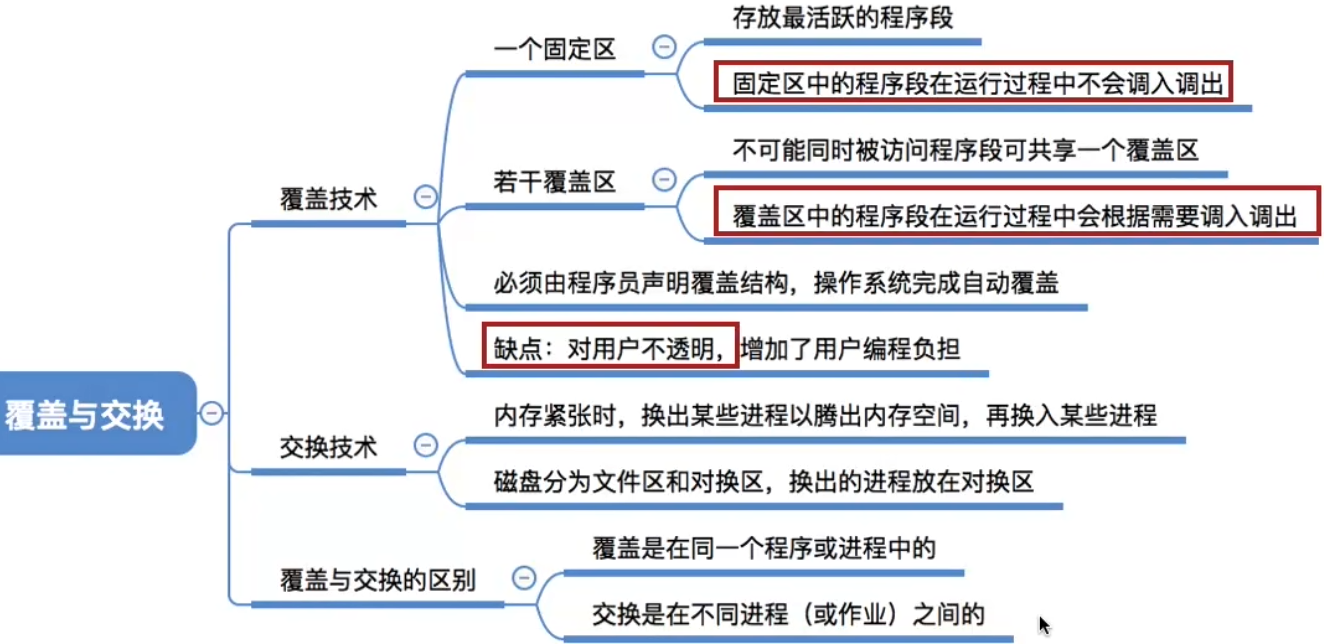 存放最活跃的程序段
一个固定区
固定区中的程序段在运行过程中不会调入调出
不可能同时被访问程序段可共享一个覆盖区
若干覆盖区
覆盖技术
覆盖区中的程序段在运行过程中会根据需要调入调出
必须由程序员声明覆盖结构，操作系统完成自动覆盖
缺点：对用户不透明，增加了用户编程负担
覆盖与交换
内存紧张时，换出某些进程以腾出内存空间，再换入某些进程
交换技术
磁盘分为文件区和对换区，换出的进程放在对换区
覆盖是在同一个程序或进程中的
覆盖与交换的区别
交换是在不同进程（或作业）之间的